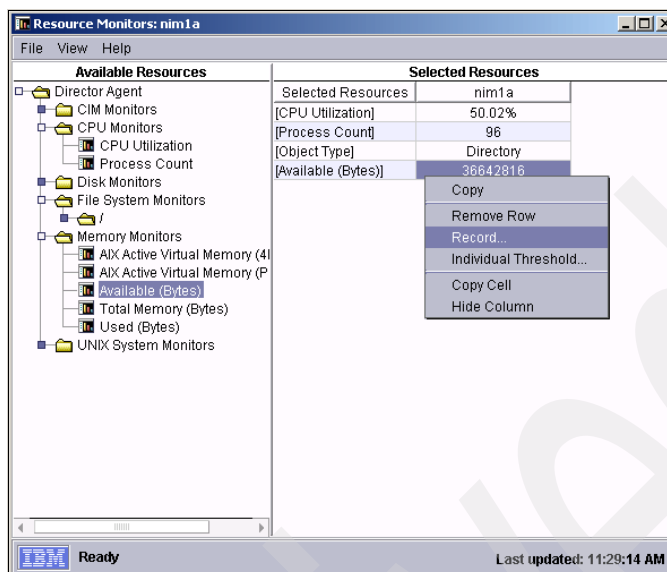 Resource Monitors: nim1a
File View Help
Available Resources
Director Agent
CIM Monitors
CPU Monitors
CPU Utilization
Process Count
Disk Monitors
File System Monitors
/
Memory Monitors
AIX Active Virtual Memory (4
AIX Active Virtual Memory (P
Available (Bytes)
Total Memory (Bytes)
Used (Bytes)
UNIX System Monitors
Selected Resources
Selected Resources nim1a
[CPU Utilization] 50.02%
[Process Count] 96
[Object Type] Directory
[Available (Bytes)] 36642816
Copy
Remove Row
Record...
Individual Threshold...
Copy Cell
Hide Column
IBM Ready Last updated: 11:29:14 AM